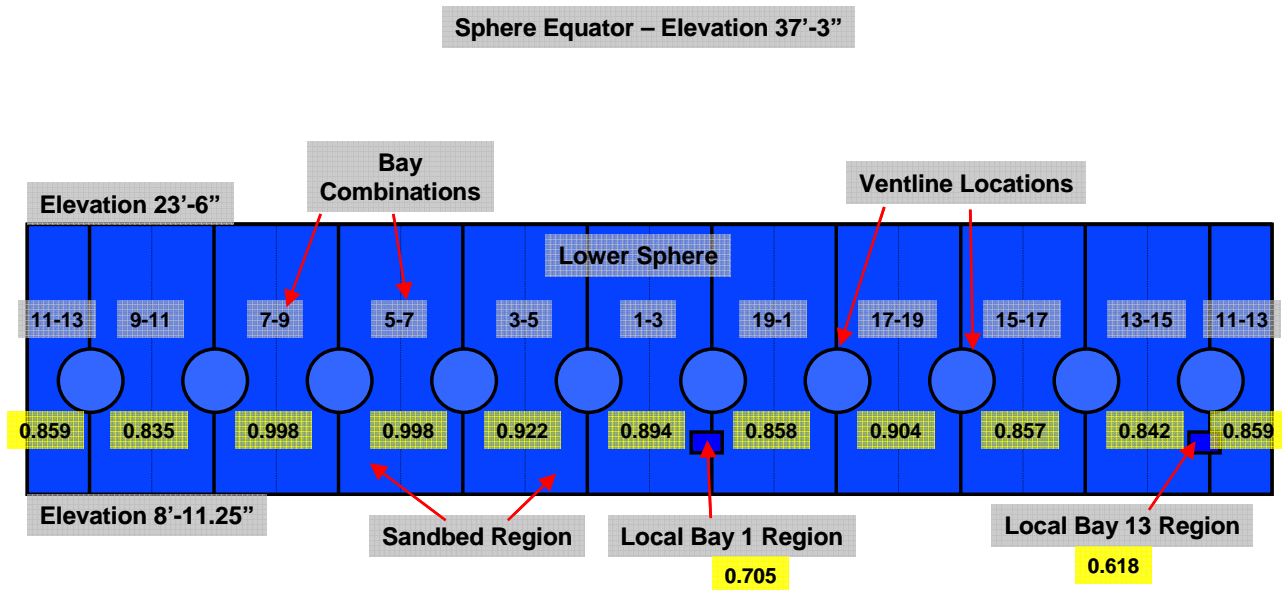 Sphere Equator – Elevation 37’-3”
Bay
Combinations
Ventline Locations
Elevation 23’-6”
Lower Sphere
11-13 9-11 7-9 5-7 3-5 1-3 19-1 17-19 15-17 13-15 11-13
0.859 0.835 0.998 0.998 0.922 0.894 0.858 0.904 0.857 0.842 0.859
Elevation 8’-11.25”
Sandbed Region
Local Bay 1 Region
Local Bay 13 Region
0.705
0.618